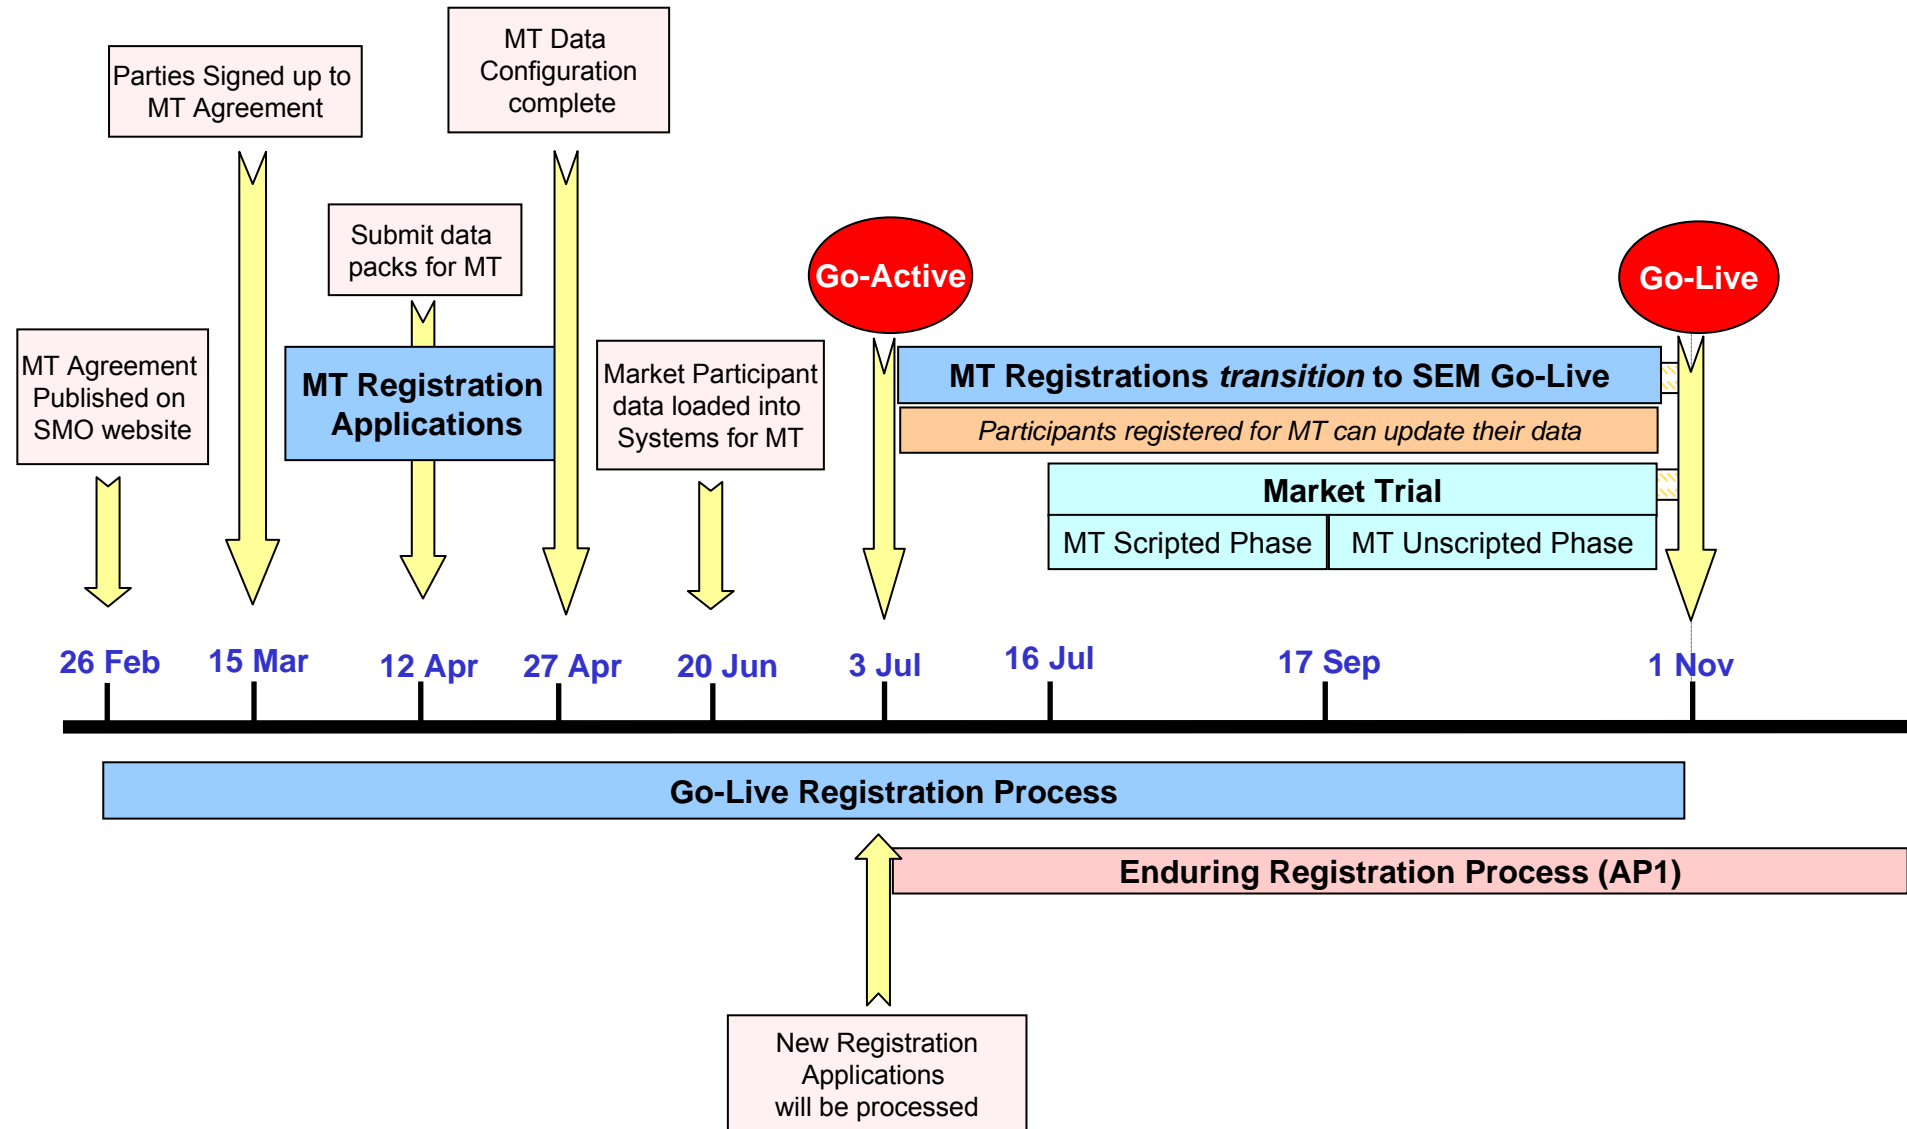 MT Data
Configuration
complete
Parties Signed up to
MT Agreement
Submit data
packs for MT
Go-Active
Go-Live
MT Agreement
Published on
SMO website
MT Registration
Applications
Market Participant
data loaded into
Systems for MT
MT Registrations transition to SEM Go-Live
Participants registered for MT can update their data
Market Trial
MT Scripted Phase
MT Unscripted Phase
26 Feb
15 Mar
12 Apr
27 Apr
20 Jun
3 Jul
16 Jul
17 Sep
1 Nov
Go-Live Registration Process
Enduring Registration Process (AP1)
New Registration
Applications
will be processed